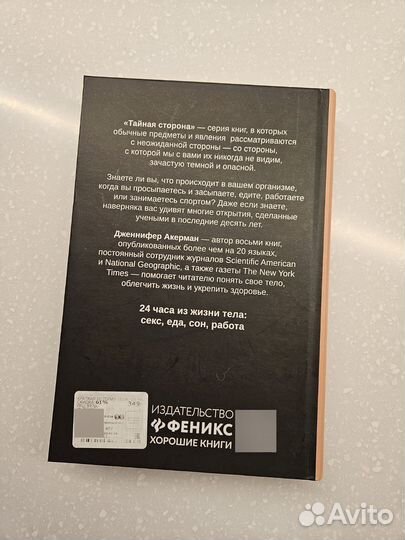 «Тайная сторона» — серия книг, в которых
обычные предметы и явления рассматриваются
с неожиданной стороны — со стороны,
с которой мы с вами их никогда не видим,
зачастую темной и опасной.
Знаете ли вы, что происходит в вашем организме,
когда вы просыпаетесь и засыпаете, едите, работаете
или занимаетесь спортом? Даже если знаете,
наверняка вас удивят многие открытия, сделанные
учеными в последние десять лет.
Дженнифер Акерман — автор восьми книг,
опубликованных более чем на 20 языках,
постоянный сотрудник журналов Scientific American
и National Geographic, а также газеты The New York
Times — помогает читателю понять свое тело,
облегчить жизнь и укрепить здоровье.
24 часа из жизни тела:
секс, еда, сон, работа
349
ИЗДАТЕЛЬСТВО
ФЕНИКС
ХОРОШИЕ КНИГИ
Avito